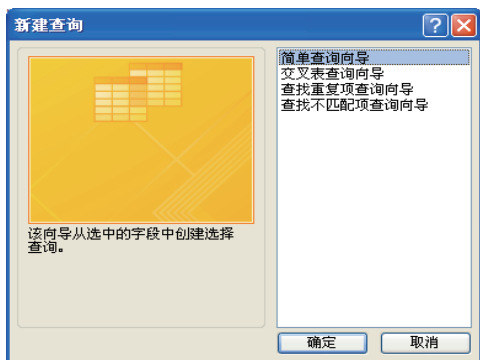 新建查询
简单查询向导
交叉表查询向导
查找重复项查询向导
查找不匹配项查询向导
该向导从选中的字段中创建选择
查询。
确定
取消